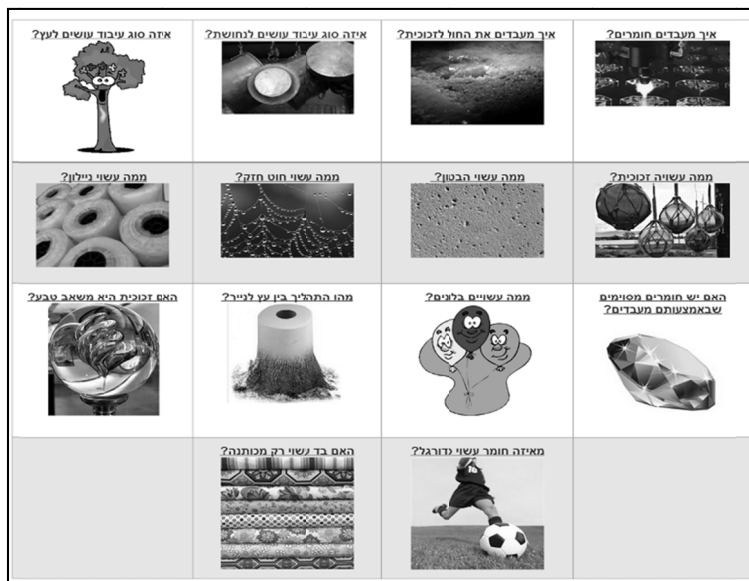 איך מעבדים חומרים?
איך מעבדים את החול לזכוכית?
איזה סוג עיבוד עושים לנחושת?
איזה סוג עיבוד עושים לעץ?
ממה עשויה זכוכית?
ממה עשוי הבטון?
ממה עשוי חוט חזק?
ממה עשוי ניילון?
האם יש חומרים מסוימים
שבאמצעותם מעבדים?
ממה עשויים בלונים?
מהו התהליך בין עץ לנייר?
האם זכוכית היא משאב טבע?
מאיזה חומר עשוי כדורגל?
האם בד עשוי רק מכותנה?